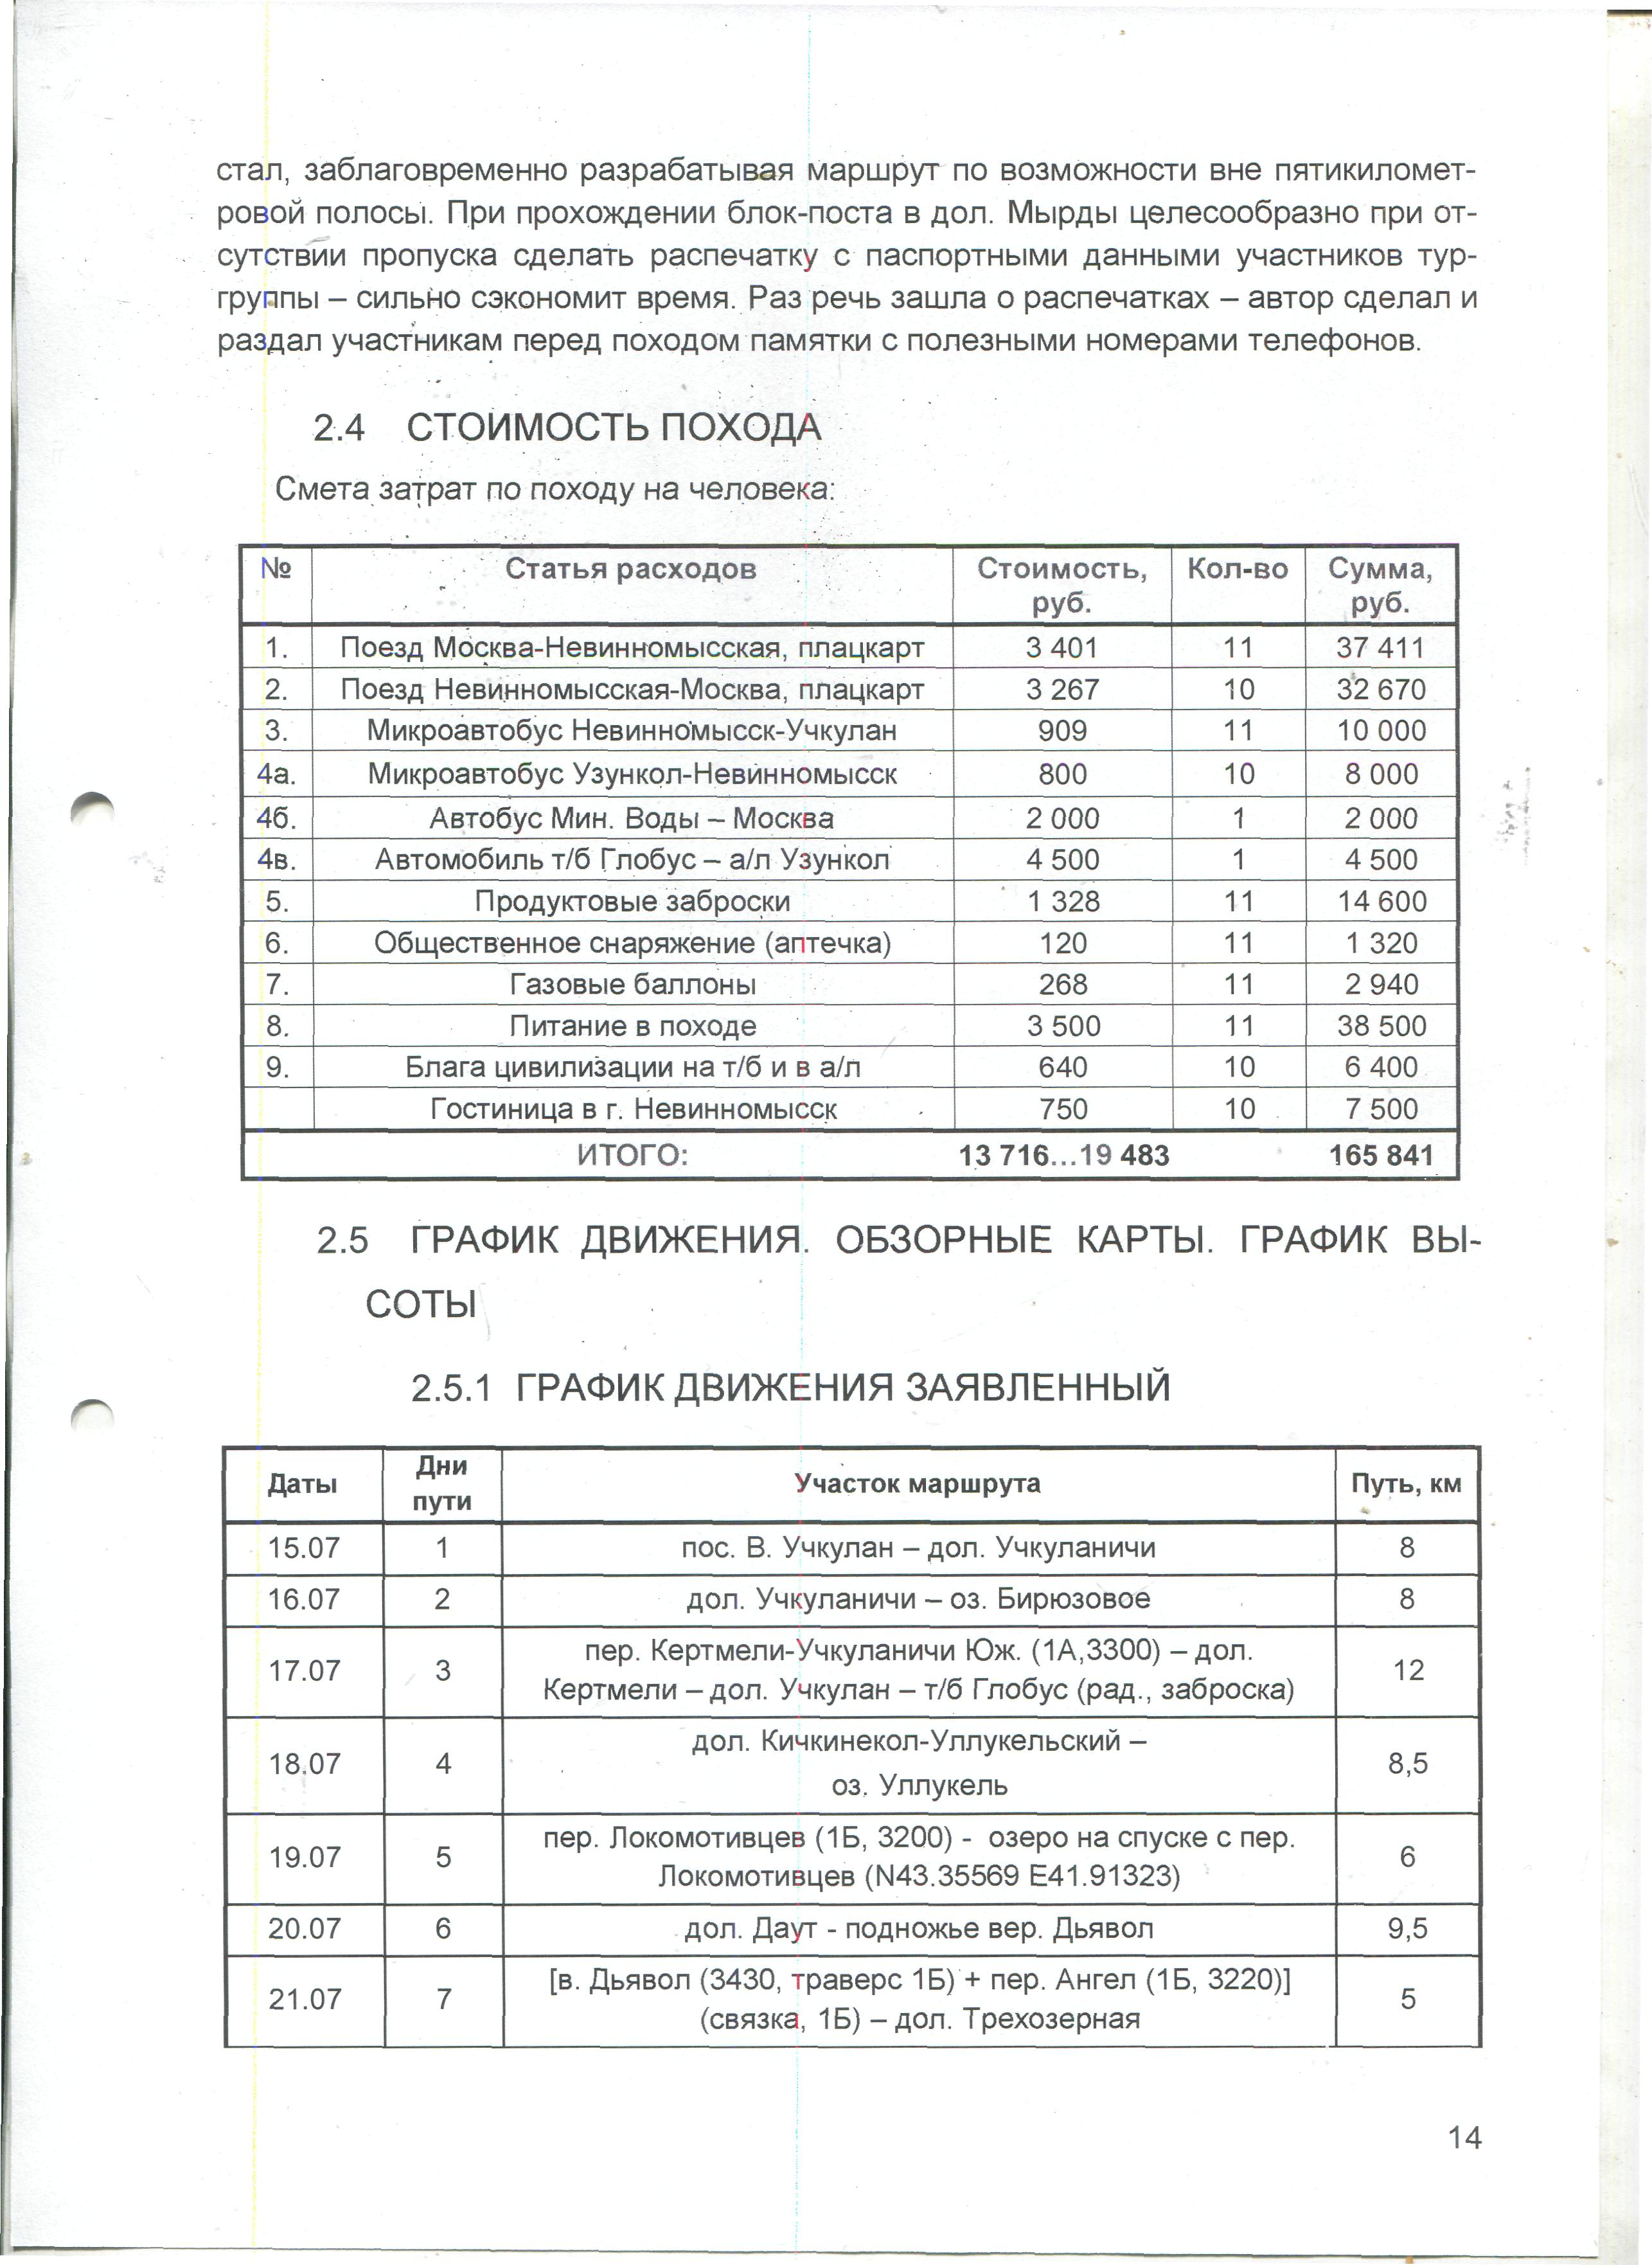 стал, заблаговременно разрабатывая маршрут по возможности вне пятикиломет-
ровой полосы. При прохождении блок-поста в дол. Мырды целесообразно при от-
сутствии пропуска сделать распечатку с паспортными данными участников тур-
группы – сильно сэкономит время. Раз речь зашла о распечатках – автор сделал и
раздал участникам перед походом памятки с полезными номерами телефонов.
2.4 СТОИМОСТЬ ПОХОДА
Смета затрат по походу на человека:
№ Статья расходов Стоимость, руб. Кол-во Сумма, руб.
1. Поезд Москва-Невинномысская, плацкарт 3 401 11 37 411
2. Поезд Невинномысская-Москва, плацкарт 3 267 10 32 670
3. Микроавтобус Невинномысск-Учкулан 909 11 10 000
4а. Микроавтобус Узункол-Невинномысск 800 10 8 000
4б. Автобус Мин. Воды – Москва 2 000 1 2 000
4в. Автомобиль т/б Глобус – а/л Узункол 4 500 1 4 500
5. Продуктовые заброски 1 328 11 14 600
6. Общественное снаряжение (аптечка) 120 11 1 320
7. Газовые баллоны 268 11 2 940
8. Питание в походе 3 500 11 38 500
9. Блага цивилизации на т/б и в а/л 640 10 6 400
Гостиница в г. Невинномысск 750 10 7 500
ИТОГО: 13 716...19 483 165 841
2.5 ГРАФИК ДВИЖЕНИЯ. ОБЗОРНЫЕ КАРТЫ. ГРАФИК ВЫ-
СОТЫ
2.5.1 ГРАФИК ДВИЖЕНИЯ ЗАЯВЛЕННЫЙ
Даты Дни пути Участок маршрута Путь, км
15.07 1 пос. В. Учкулан – дол. Учкуланичи 8
16.07 2 дол. Учкуланичи – оз. Бирюзовое 8
17.07 3 пер. Кертмели-Учкуланичи Юж. (1А,3300) – дол.
Кертмели – дол. Учкулан – т/б Глобус (рад., заброска) 12
18.07 4 дол. Кичкинекол-Уллукельский –
оз. Уллукель 8,5
19.07 5 пер. Локомотивцев (1Б, 3200) - озеро на спуске с пер.
Локомотивцев (N43.35569 E41.91323) 6
20.07 6 дол. Даут - подножье вер. Дьявол 9,5
21.07 7 [в. Дьявол (3430, траверс 1Б) + пер. Ангел (1Б, 3220)]
(связка, 1Б) – дол. Трехозерная 5
14